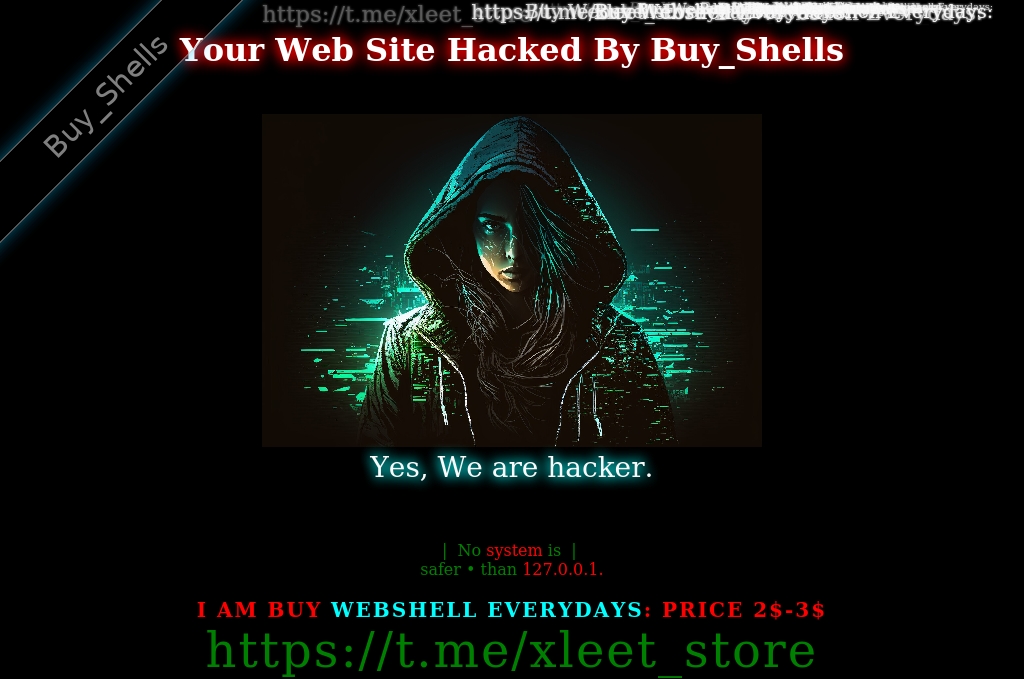 https://t.me/xleet_
Your Web Site Hacked By Buy_Shells
Buy_Shells
Yes, We are hacker.
| No system is |
safer • than 127.0.0.1.
I AM BUY WEBSHELL EVERYDAYS: PRICE 2$-3$
https://t.me/xleet_store